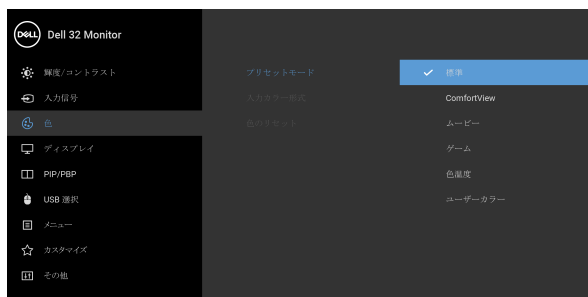 DELL Dell 32 Monitor
輝度/コントラスト
入力信号
色
ディスプレイ
PIP/PBP
USB 選択
メニュー
カスタマイズ
その他
プリセットモード
入力カラー形式
色のリセット
標準
ComfortView
ムービー
ゲーム
色温度
ユーザーカラー